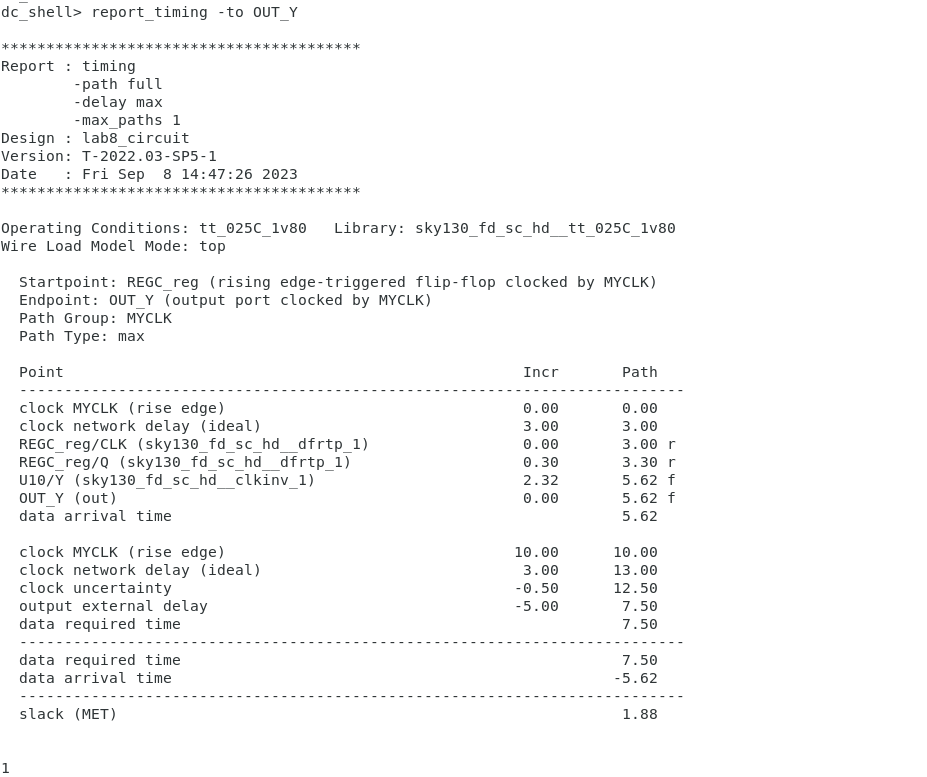 dc_shell> report_timing -to OUT_Y
****************************************
Report : timing
        -path full
        -delay max
        -max_paths 1
Design : lab8_circuit
Version: T-2022.03-SP5-1
Date   : Fri Sep  8 14:47:26 2023
****************************************
Operating Conditions: tt_025C_1v80   Library: sky130_fd_sc_hd__tt_025C_1v80
Wire Load Model Mode: top
  Startpoint: REGC_reg (rising edge-triggered flip-flop clocked by MYCLK)
  Endpoint: OUT_Y (output port clocked by MYCLK)
  Path Group: MYCLK
  Path Type: max
  Point                                                   Incr       Path
  --------------------------------------------------------------------------
  clock MYCLK (rise edge)                                 0.00       0.00
  clock network delay (ideal)                             3.00       3.00
  REGC_reg/CLK (sky130_fd_sc_hd__dfrtp_1)                 0.00       3.00 r
  REGC_reg/Q (sky130_fd_sc_hd__dfrtp_1)                   0.30       3.30 r
  U10/Y (sky130_fd_sc_hd__clkinv_1)                       2.32       5.62 f
  OUT_Y (out)                                             0.00       5.62 f
  data arrival time                                                  5.62
  clock MYCLK (rise edge)                                10.00      10.00
  clock network delay (ideal)                             3.00      13.00
  clock uncertainty                                      -0.50      12.50
  output external delay                                  -5.00       7.50
  data required time                                                 7.50
  --------------------------------------------------------------------------
  data required time                                                 7.50
  data arrival time                                                 -5.62
  --------------------------------------------------------------------------
  slack (MET)                                                        1.88
1